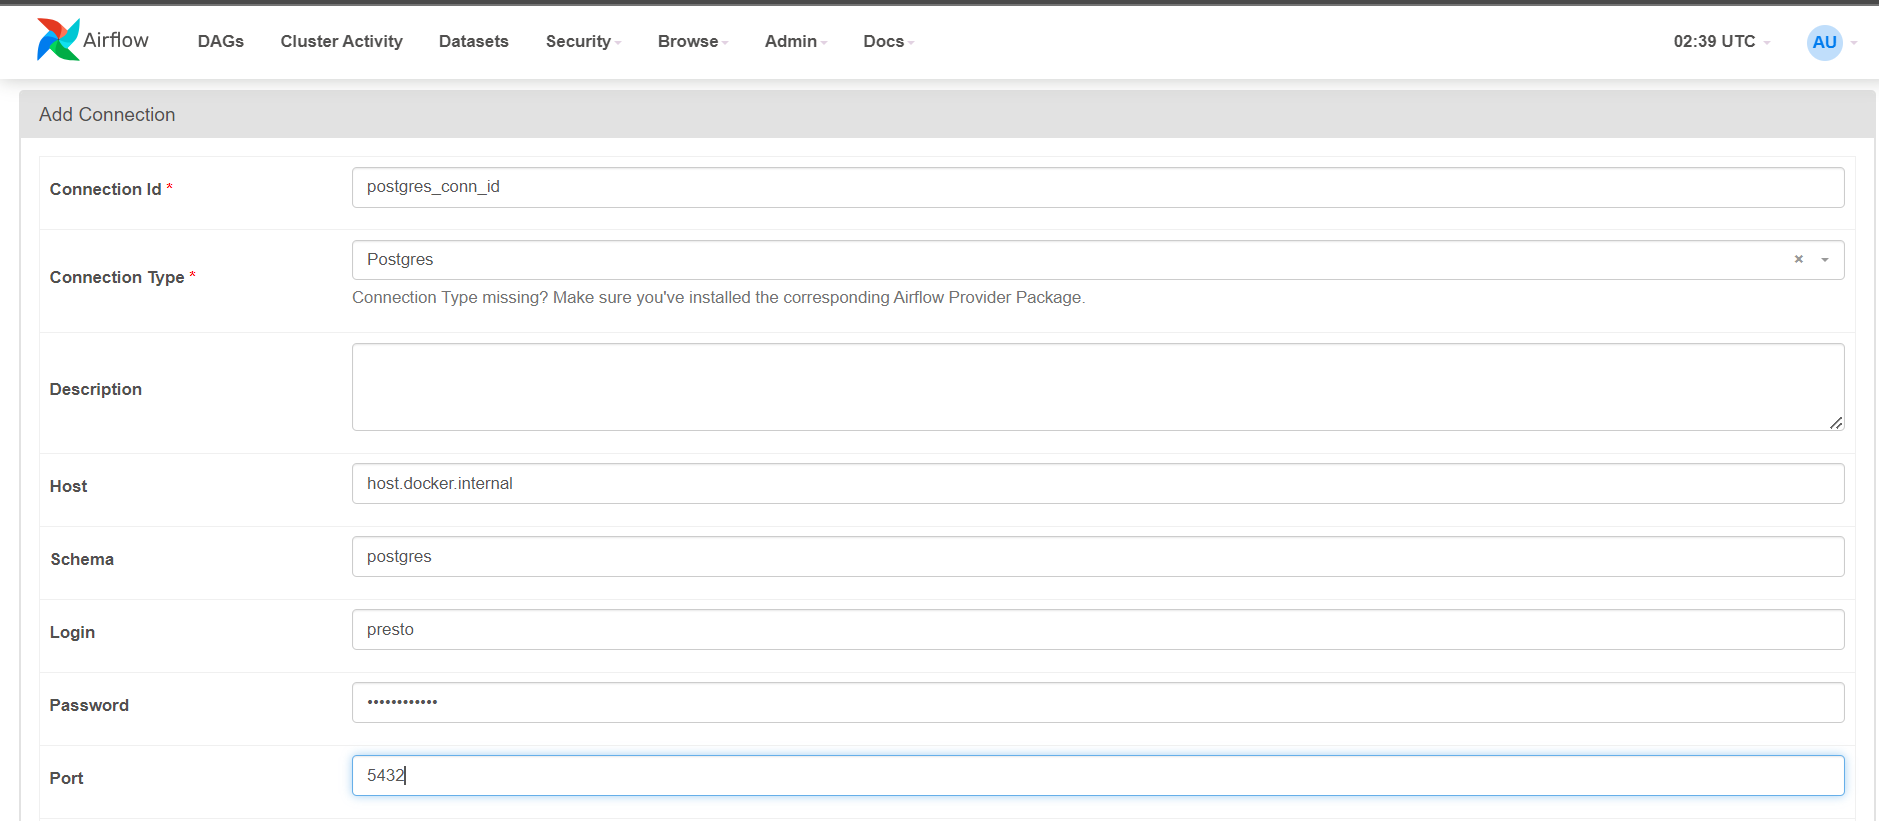 Airflow DAGs Cluster Activity Datasets Security Browse Admin Docs 02:39 UTC AU
Add Connection
Connection Id * postgres_conn_id
Connection Type * Postgres × 
Connection Type missing? Make sure you've installed the corresponding Airflow Provider Package.
Description
Host host.docker.internal
Schema postgres
Login presto
Password ••••••••••••
Port 5432